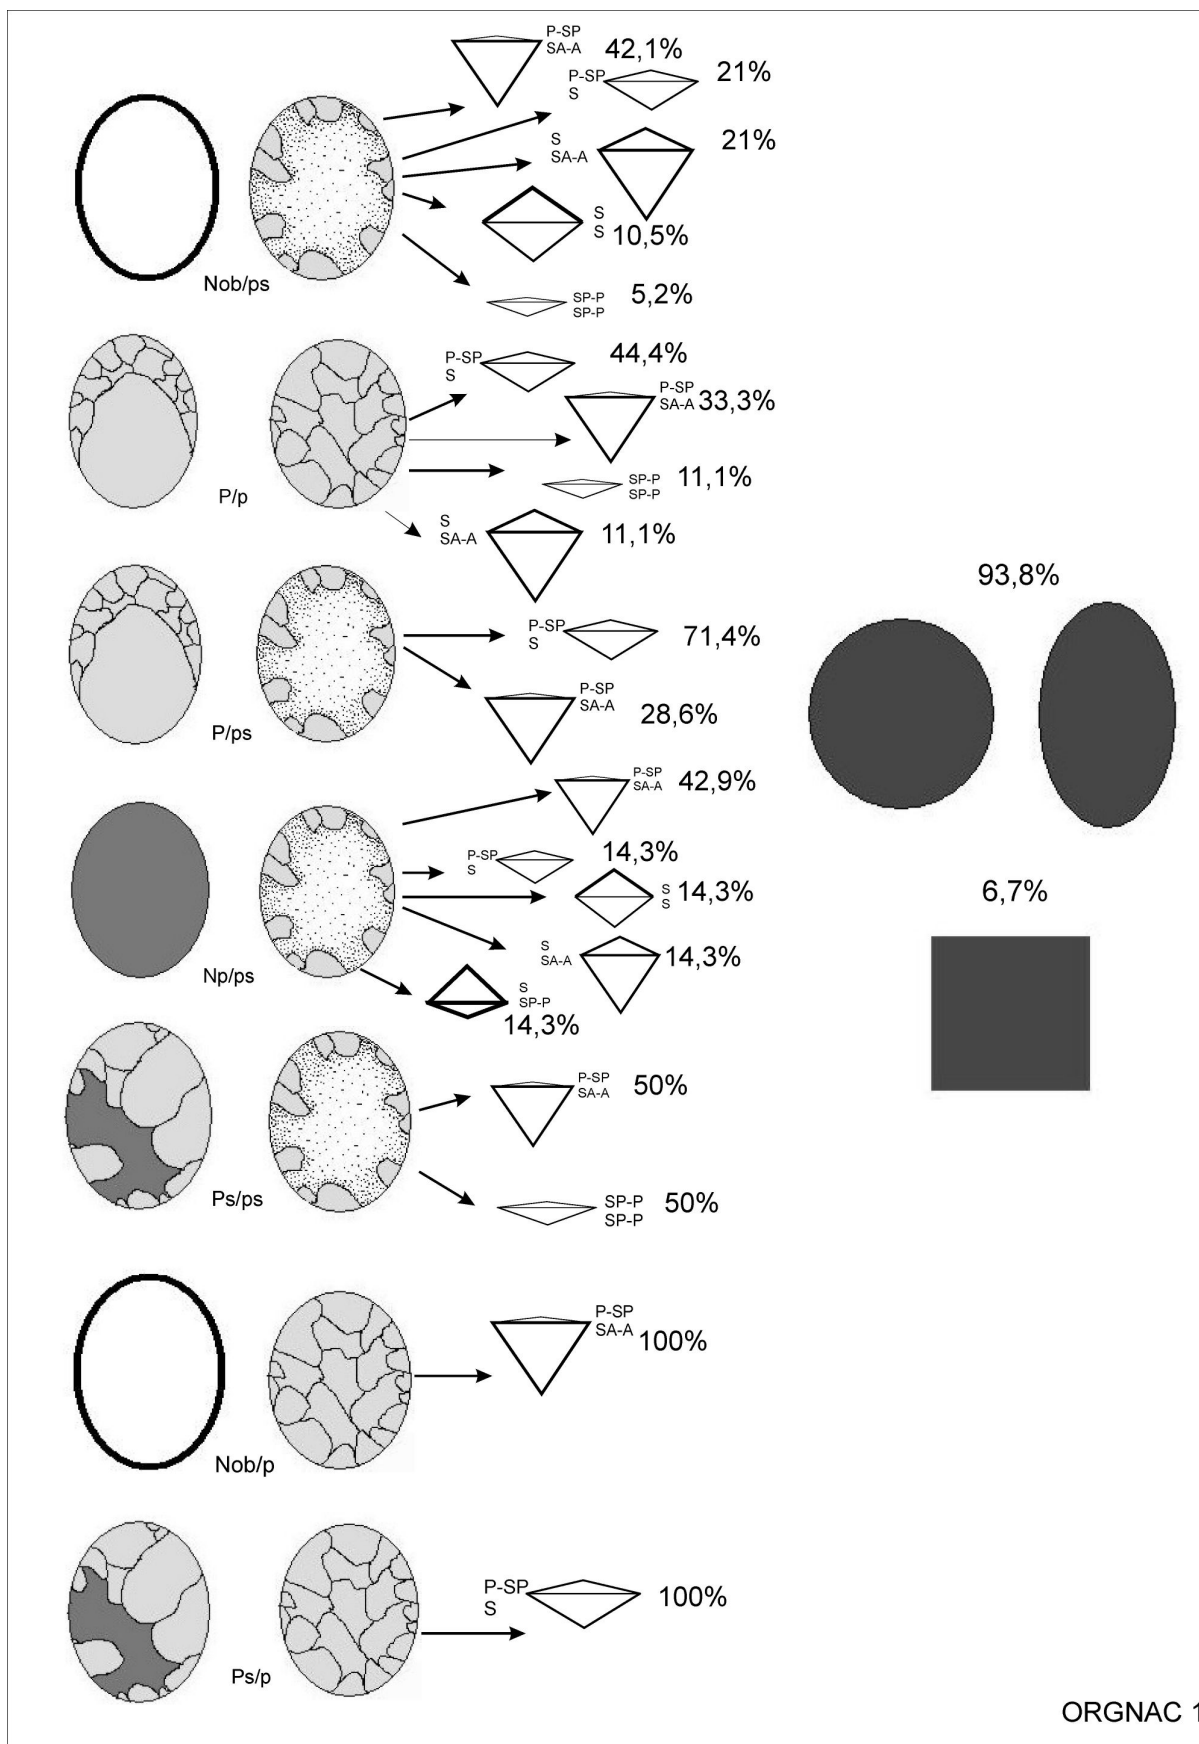 P-SP
SA-A
42,1%
P-SP
S
21%
S
SA-A
21%
S
S
10,5%
Nob/ps
SP-P
SP-P
5,2%
P-SP
S
44,4%
P-SP
SA-A
33,3%
SP-P
SP-P
11,1%
P/p
S
SA-A
11,1%
P-SP
S
71,4%
P-SP
SA-A
28,6%
P/ps
P-SP
SA-A
42,9%
P-SP
S
14,3%
S
S
14,3%
S
SA-A
14,3%
S
SP-P
14,3%
Np/ps
P-SP
SA-A
50%
SP-P
SP-P
50%
Ps/ps
P-SP
SA-A
100%
Nob/p
P-SP
S
100%
Ps/p
93,8%
6,7%
ORGNAC 1